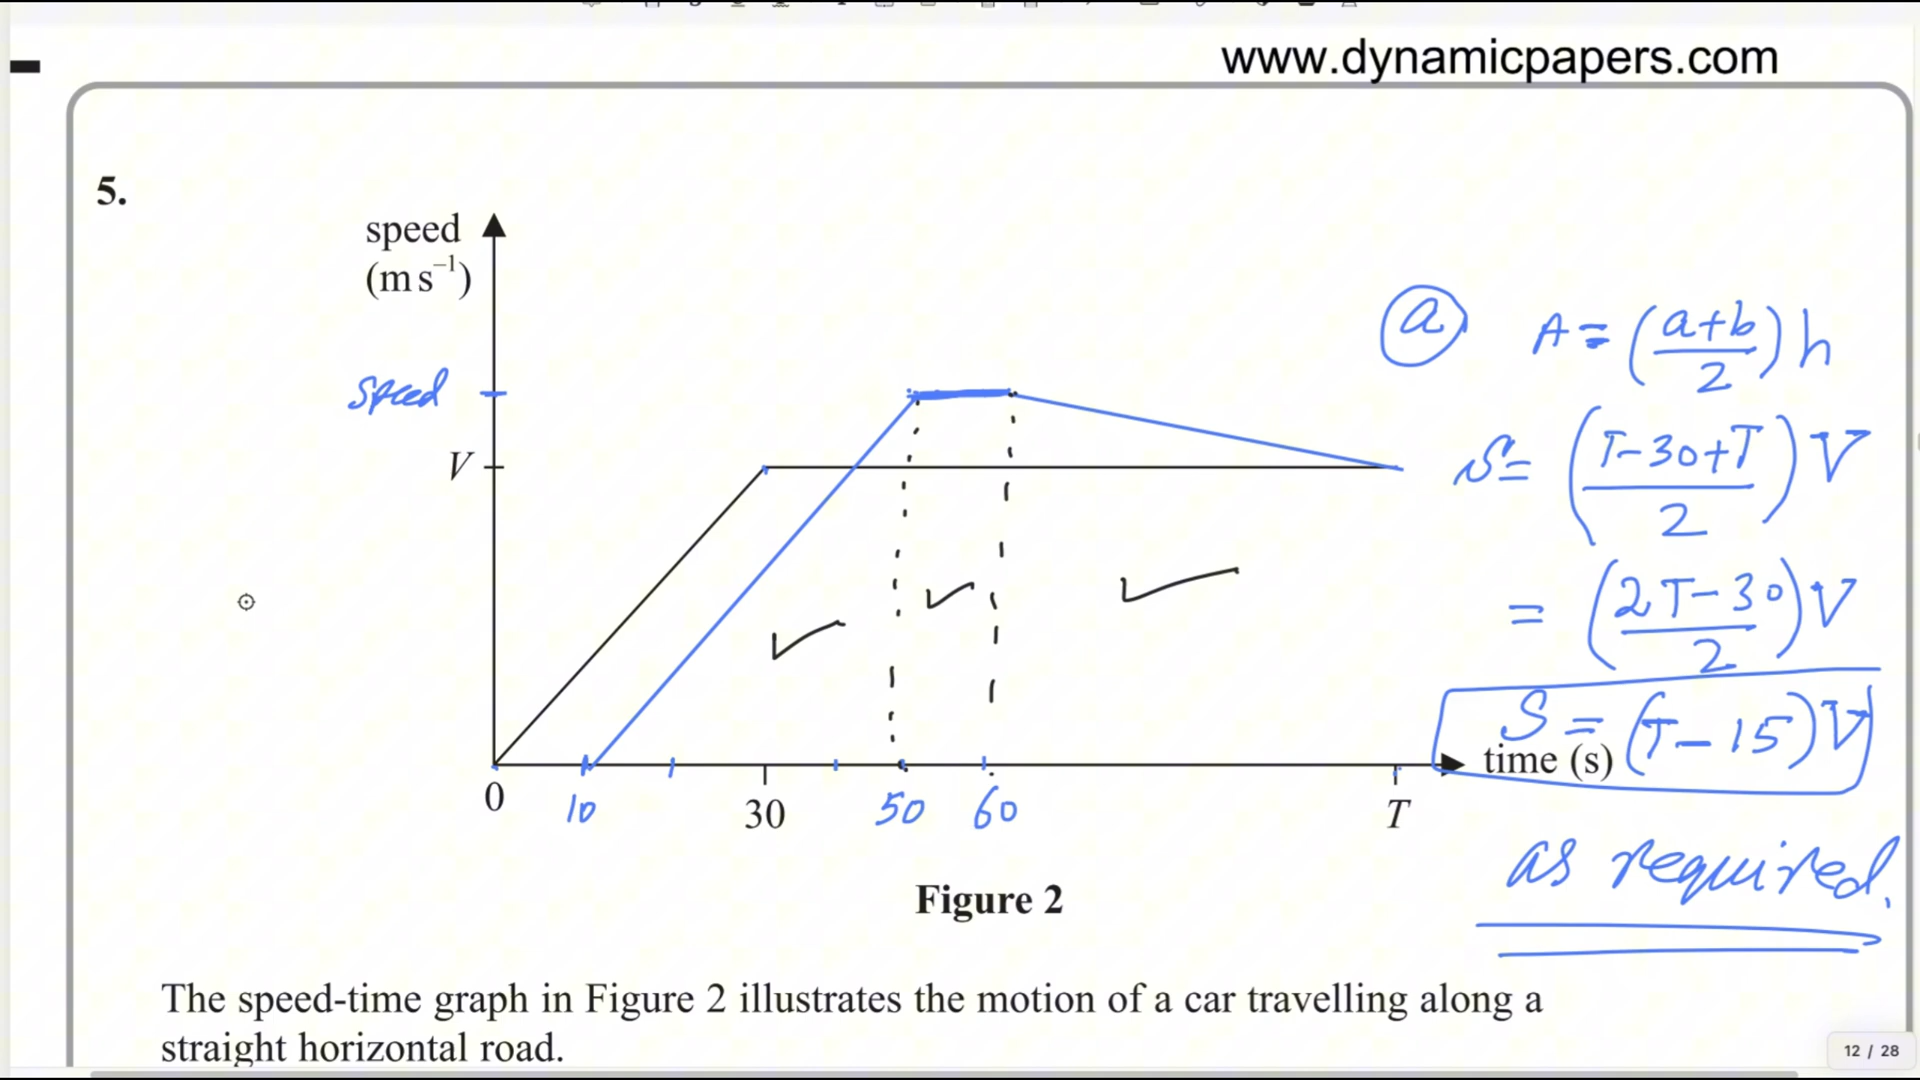 www.dynamicpapers.com
5.
speed
(m s⁻¹)
speed
V
0
10
30
50
60
T
time (s)
Figure 2
a
A = (a+b/2) h
S = (T-30+T/2) V
= (2T-30/2) V
S = (T-15) V
as required.
The speed-time graph in Figure 2 illustrates the motion of a car travelling along a
straight horizontal road.
12 / 28